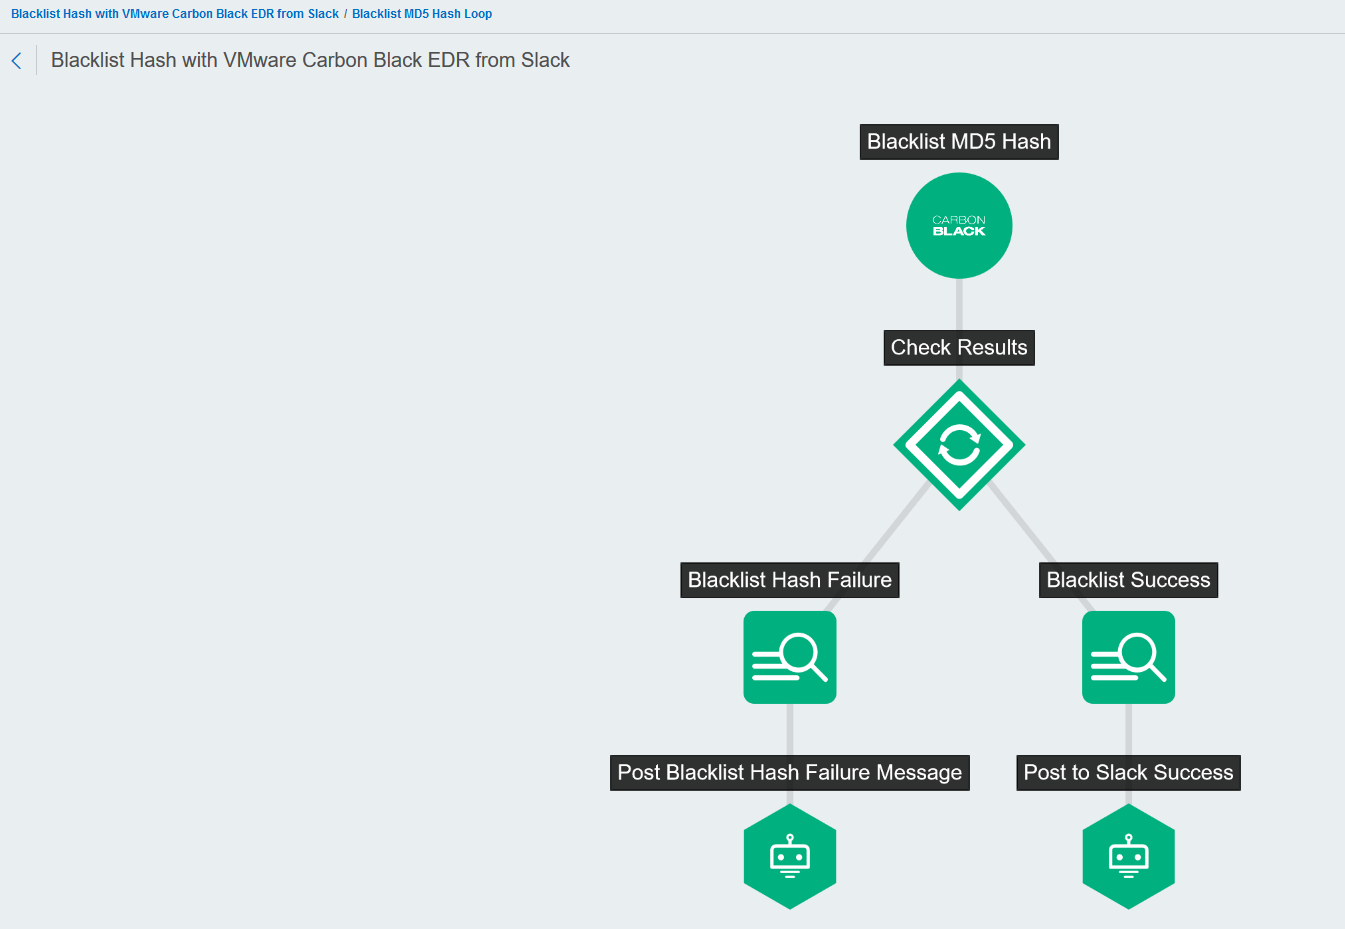 Blacklist Hash with VMware Carbon Black EDR from Slack / Blacklist MD5 Hash Loop
Blacklist Hash with VMware Carbon Black EDR from Slack
Blacklist MD5 Hash
CARBON
BLACK
Check Results
Blacklist Hash Failure
Blacklist Success
Post Blacklist Hash Failure Message
Post to Slack Success